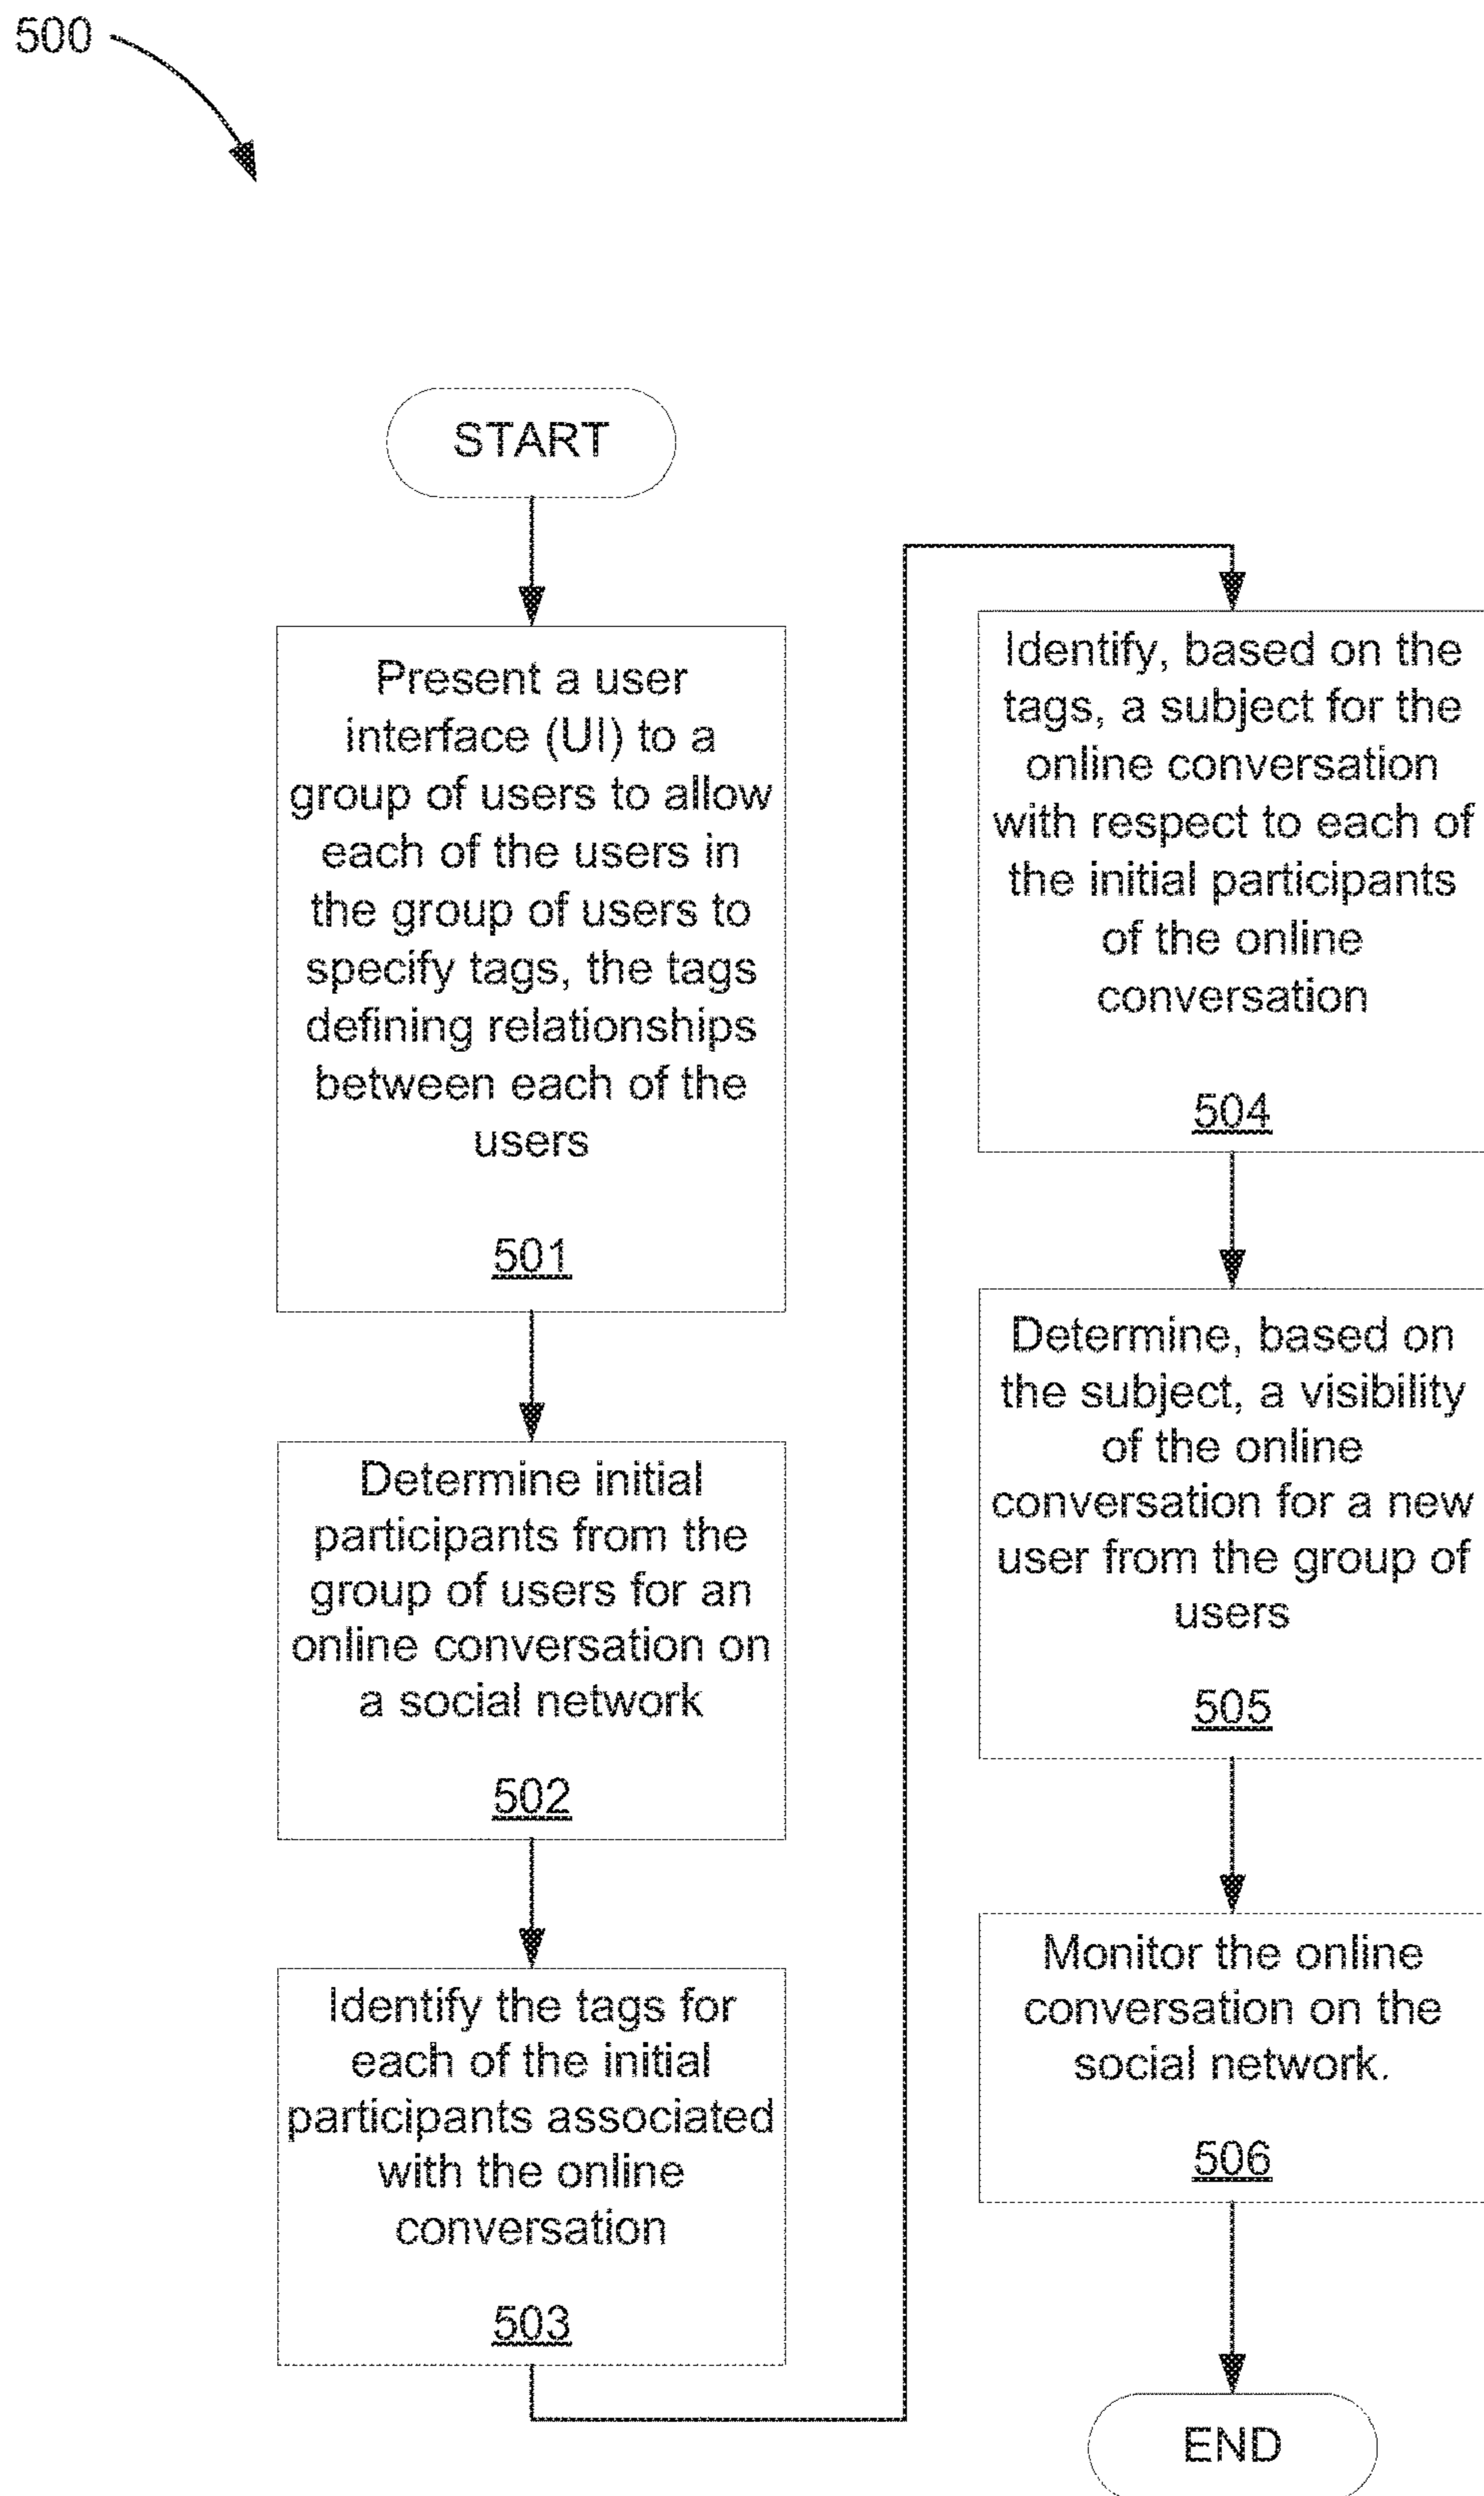 500
START
Present a user
interface (UI) to a
group of users to allow
each of the users in
the group of users to
specify tags, the tags
defining relationships
between each of the
users
501
Determine initial
participants from the
group of users for an
online conversation on
a social network
502
Identify the tags for
each of the initial
participants associated
with the online
conversation
503
Identify, based on the
tags, a subject for the
online conversation
with respect to each of
the initial participants
of the online
conversation
504
Determine, based on
the subject, a visibility
of the online
conversation for a new
user from the group of
users
505
Monitor the online
conversation on the
social network.
506
END